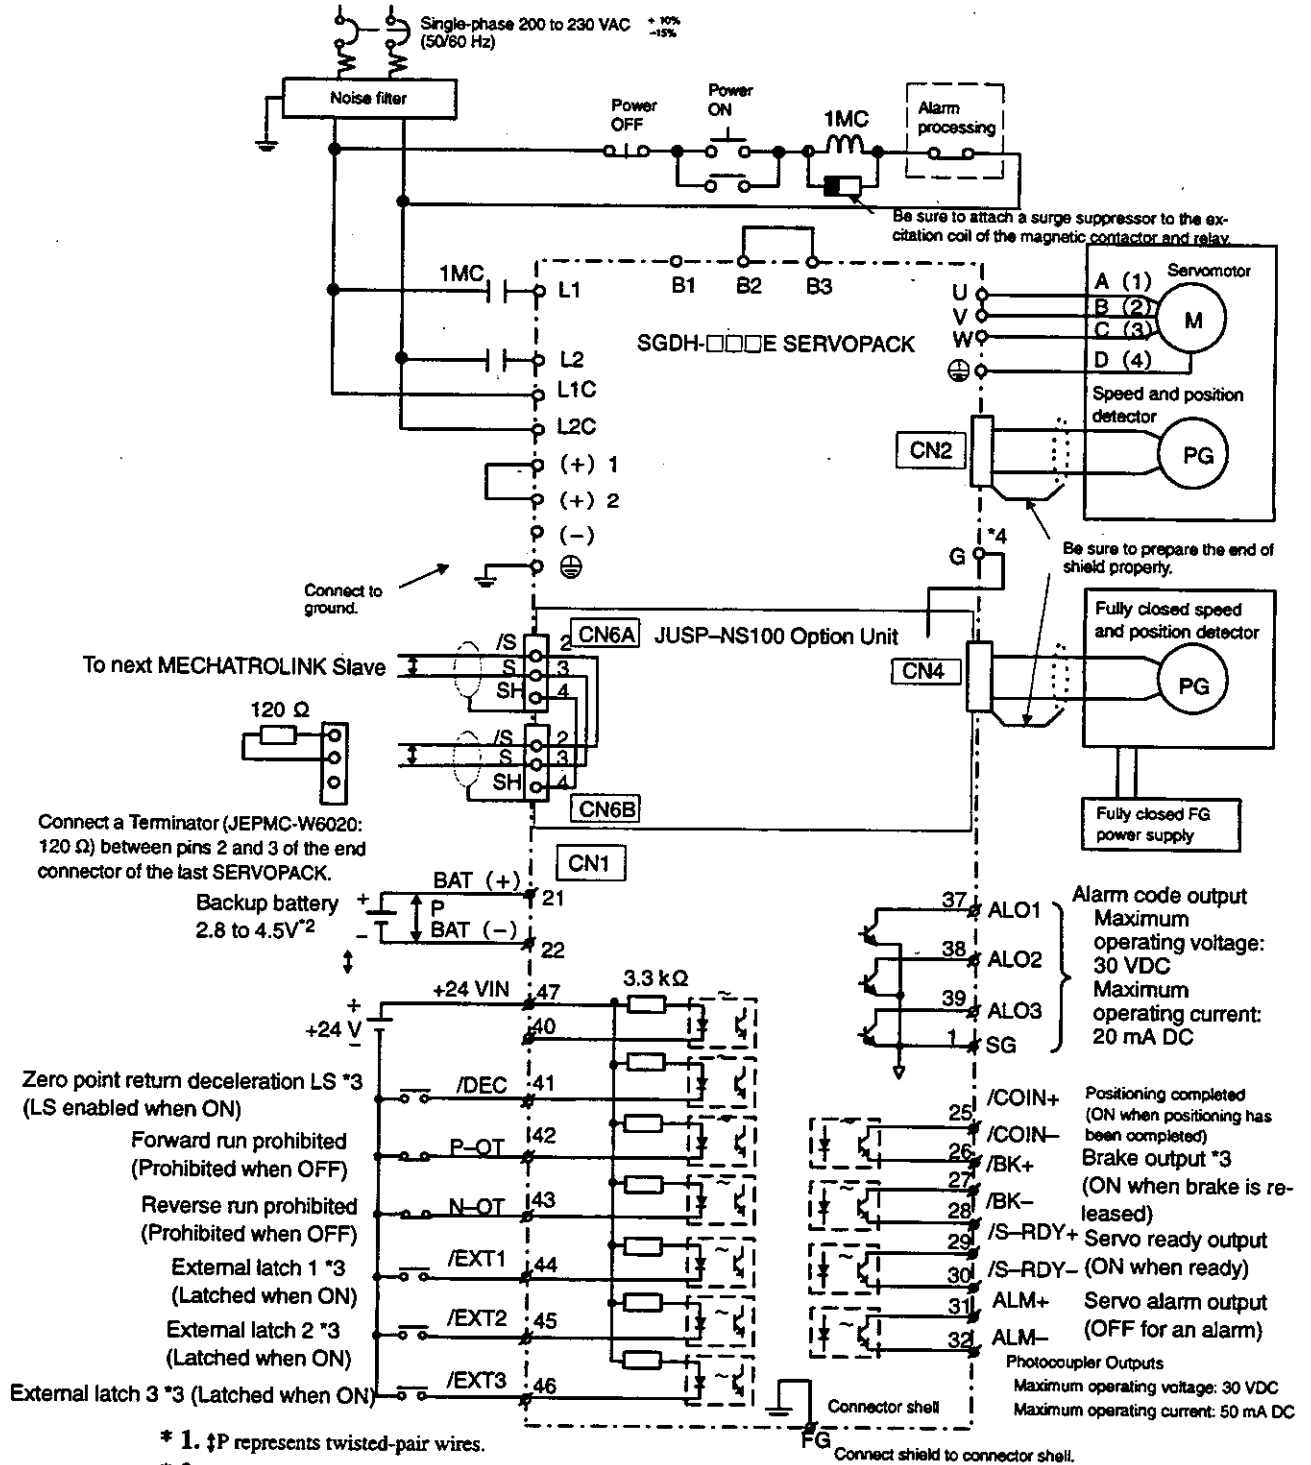 Single-phase 200 to 230 VAC + 10% −15%
(50/60 Hz)
Noise filter
Power OFF
Power ON
1MC
Alarm processing
Be sure to attach a surge suppressor to the ex-
citation coil of the magnetic contactor and relay.
1MC
L1
B1 B2 B3
U
V
W
A (1)
B (2)
C (3)
D (4)
Servomotor
M
SGDH-□□□E SERVOPACK
L2
L1C
L2C
Speed and position
detector
CN2
PG
(+) 1
(+) 2
(−)
*4
G
Be sure to prepare the end of
shield properly.
Connect to
ground.
CN6A JUSP–NS100 Option Unit
Fully closed speed
and position detector
CN4
PG
To next MECHATROLINK Slave
/S 2
S 3
SH 4
120 Ω
/S 2
S 3
SH 4
CN6B
Fully closed FG
power supply
Connect a Terminator (JEPMC-W6020:
120 Ω) between pins 2 and 3 of the end
connector of the last SERVOPACK.
CN1
Backup battery
2.8 to 4.5V*2
+
−
BAT (+) 21
P
BAT (−) 22
37 ALO1
38 ALO2
39 ALO3
1 SG
Alarm code output
Maximum
operating voltage:
30 VDC
Maximum
operating current:
20 mA DC
+24 VIN 47
3.3 kΩ
+
+24 V
−
40
Zero point return deceleration LS *3
(LS enabled when ON)
/DEC 41
Forward run prohibited
(Prohibited when OFF)
P–OT 42
Reverse run prohibited
(Prohibited when OFF)
N–OT 43
External latch 1 *3
(Latched when ON)
/EXT1 44
External latch 2 *3
(Latched when ON)
/EXT2 45
External latch 3 *3 (Latched when ON)
/EXT3 46
25 /COIN+
26 /COIN–
Positioning completed
(ON when positioning has
been completed)
27 /BK+
28 /BK–
Brake output *3
(ON when brake is re-
leased)
29 /S–RDY+
30 /S–RDY–
Servo ready output
(ON when ready)
31 ALM+
32 ALM–
Servo alarm output
(OFF for an alarm)
Photocoupler Outputs
Maximum operating voltage: 30 VDC
Maximum operating current: 50 mA DC
Connector shell
FG
Connect shield to connector shell.
* 1. ↕P represents twisted-pair wires.